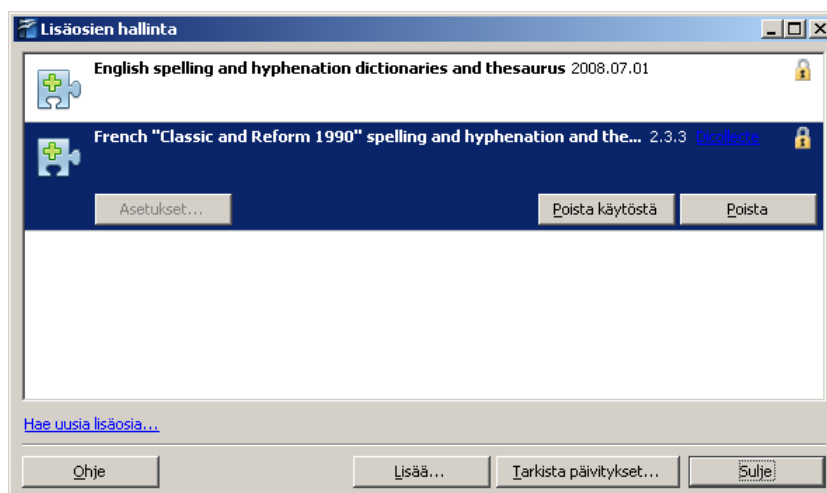 Lisäosien hallinta
English spelling and hyphenation dictionaries and thesaurus 2008.07.01
French "Classic and Reform 1990" spelling and hyphenation and the... 2.3.3 Dicollecte
Asetukset... Poista käytöstä Poista
Hae uusia lisäosia...
Ohje Lisää... Tarkista päivitykset... Sulje